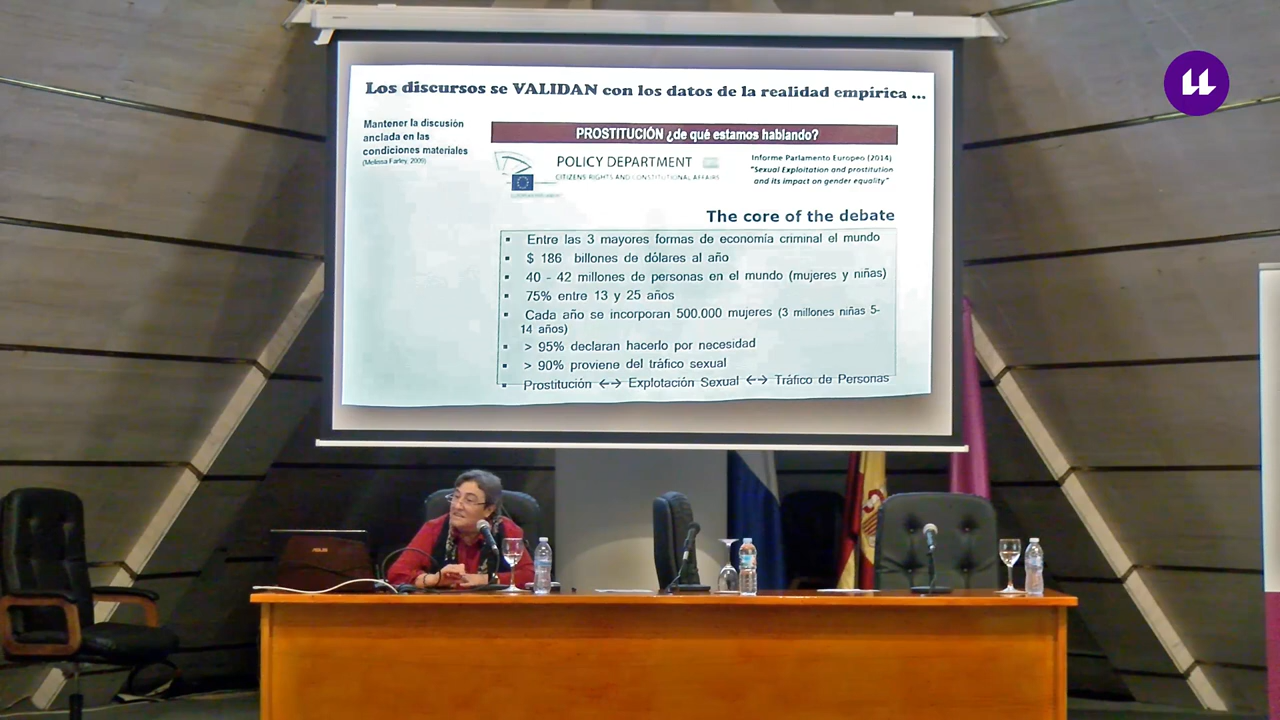 Los discursos se VALIDAN con los datos de la realidad empírica ...
Mantener la discusión
anclada en las
condiciones materiales
(Melissa Farley, 2009)
PROSTITUCIÓN ¿de qué estamos hablando?
POLICY DEPARTMENT
CITIZENS' RIGHTS AND CONSTITUTIONAL AFFAIRS
Informe Parlamento Europeo (2014)
"Sexual Exploitation and prostitution
and its impact on gender equality"
The core of the debate
▪ Entre las 3 mayores formas de economía criminal el mundo
▪ $ 186 billones de dólares al año
▪ 40 - 42 millones de personas en el mundo (mujeres y niñas)
▪ 75% entre 13 y 25 años
▪ Cada año se incorporan 500.000 mujeres (3 millones niñas 5-
14 años)
▪ > 95% declaran hacerlo por necesidad
▪ > 90% proviene del tráfico sexual
▪ Prostitución ↔ Explotación Sexual ↔ Tráfico de Personas
ASUS